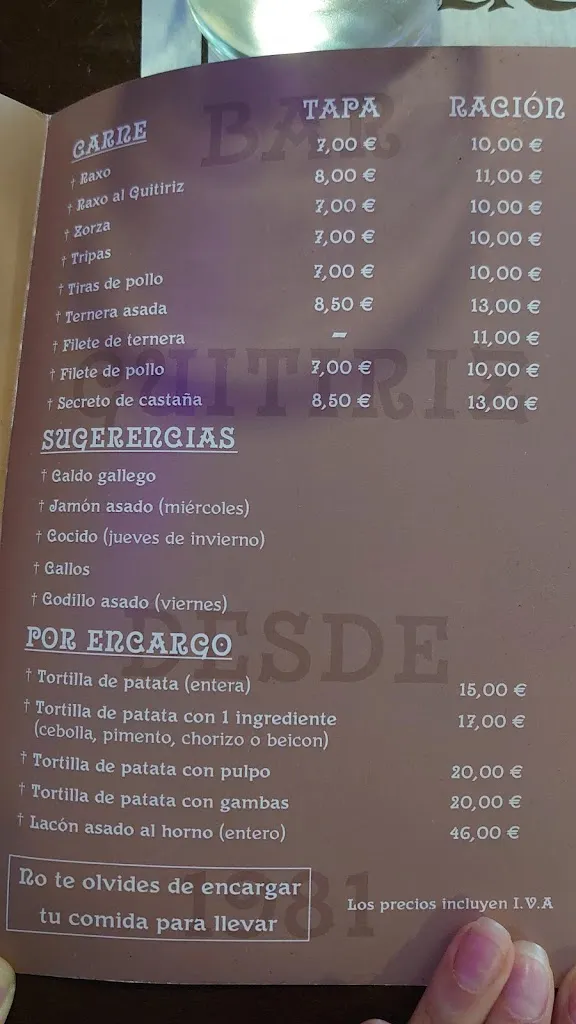 BAR GUITIRIZ DESDE 1981
TAPA RACIÓN
CARNE
† Raxo 7,00 € 10,00 €
† Raxo al Guitiriz 8,00 € 11,00 €
† Zorza 7,00 € 10,00 €
† Tripas 7,00 € 10,00 €
† Tiras de pollo 7,00 € 10,00 €
† Ternera asada 8,50 € 13,00 €
† Filete de ternera - 11,00 €
† Filete de pollo 7,00 € 10,00 €
† Secreto de castaña 8,50 € 13,00 €
SUGERENCIAS
† Caldo gallego
† Jamón asado (miércoles)
† Cocido (jueves de invierno)
† Callos
† Codillo asado (viernes)
POR ENCARGO
† Tortilla de patata (entera) 15,00 €
† Tortilla de patata con 1 ingrediente 17,00 €
(cebolla, pimento, chorizo o beicon)
† Tortilla de patata con pulpo 20,00 €
† Tortilla de patata con gambas 20,00 €
† Lacón asado al horno (entero) 46,00 €
No te olvides de encargar
tu comida para llevar
Los precios incluyen I.V.A